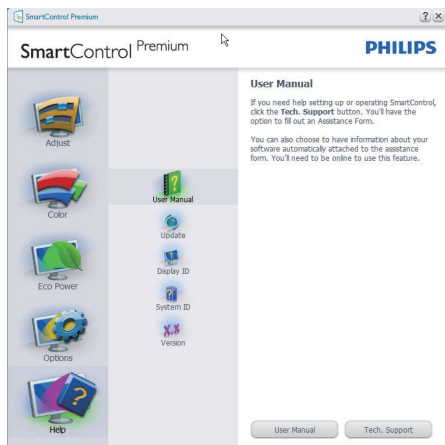 SmartControl Premium
? X
SmartControl Premium
PHILIPS
Adjust
Color
Eco Power
Options
Help
User Manual
Update
Display ID
System ID
X.X
Version
User Manual
If you need help setting up or operating SmartControl,
click the Tech. Support button. You'll have the
option to fill out an Assistance Form.
You can also choose to have information about your
software automatically attached to the assistance
form. You'll need to be online to use this feature.
User Manual
Tech. Support